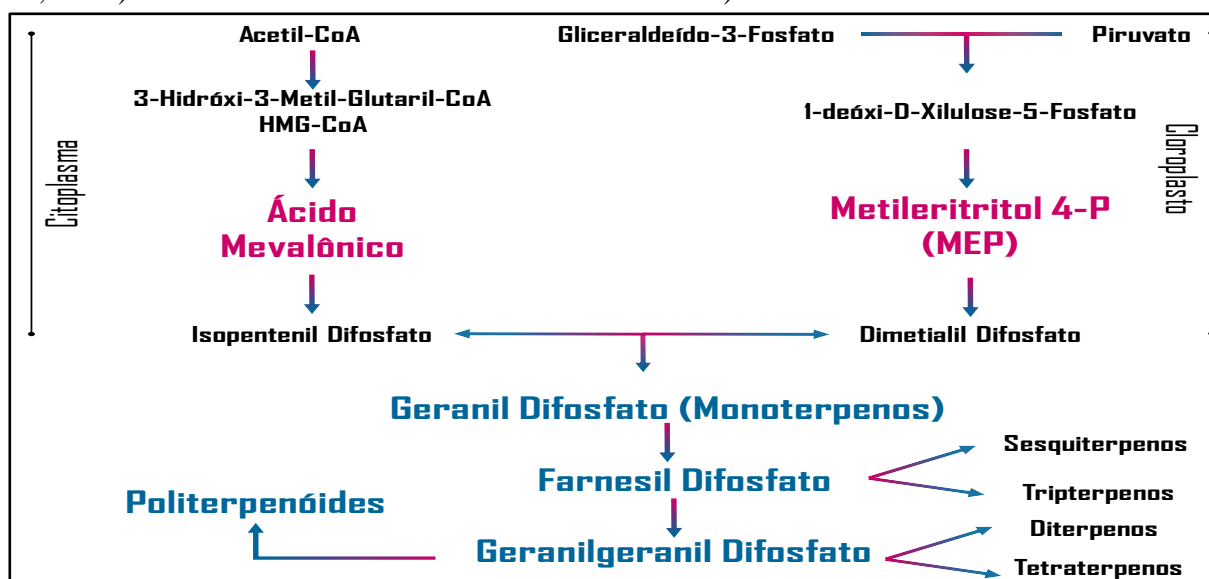 Acetil-CoA
Gliceraldeído-3-Fosfato
Piruvato
3-Hidróxi-3-Metil-Glutaril-CoA
HMG-CoA
1-deóxi-D-Xilulose-5-Fosfato
Citoplasma
Cloroplasto
Ácido
Mevalônico
Metileritritol 4-P
(MEP)
Isopentenil Difosfato
Dimetialil Difosfato
Geranil Difosfato (Monoterpenos)
Farnesil Difosfato
Sesquiterpenos
Tripterpenos
Politerpenóides
Geranilgeranil Difosfato
Diterpenos
Tetraterpenos